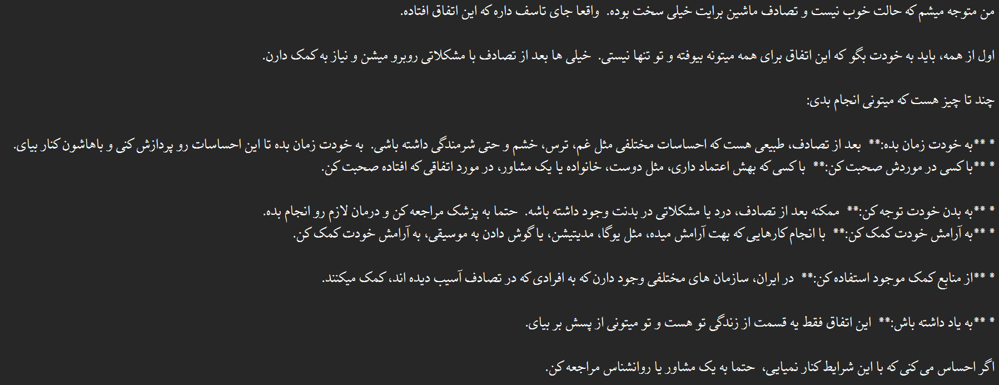 من متوجه میشم که حالت خوب نیست و تصادف ماشین برایت خیلی سخت بوده.  واقعا جای تاسف داره که این اتفاق افتاده.
اول از همه، باید به خودت بگو که این اتفاق برای همه میتونه بیوفته و تو تنها نیستی.  خیلی ها بعد از تصادف با مشکلاتی روبرو میشن و نیاز به کمک دارن.
چند تا چیز هست که میتونی انجام بدی:
* **به خودت زمان بده:**  بعد از تصادف، طبیعی هست که احساسات مختلفی مثل غم، ترس، خشم و حتی شرمندگی داشته باشی.  به خودت زمان بده تا این احساسات رو پردازش کنی و باهاشون کنار بیای.
* **با کسی در موردش صحبت کن:**  با کسی که بهش اعتماد داری، مثل دوست، خانواده یا یک مشاور، در مورد اتفاقی که افتاده صحبت کن.
* **به بدن خودت توجه کن:**  ممکنه بعد از تصادف، درد یا مشکلاتی در بدنت وجود داشته باشه.  حتما به پزشک مراجعه کن و درمان لازم رو انجام بده.
* **به آرامش خودت کمک کن:**  با انجام کارهایی که بهت آرامش میده، مثل یوگا، مدیتیشن، یا گوش دادن به موسیقی، به آرامش خودت کمک کن.
* **از منابع کمک موجود استفاده کن:**  در ایران، سازمان های مختلفی وجود دارن که به افرادی که در تصادف آسیب دیده اند، کمک میکنند.
* **به یاد داشته باش:**  این اتفاق فقط یه قسمت از زندگی تو هست و تو میتونی از پسش بر بیای.
اگر احساس می کنی که با این شرایط کنار نمیایی،  حتما به یک مشاور یا روانشناس مراجعه کن.